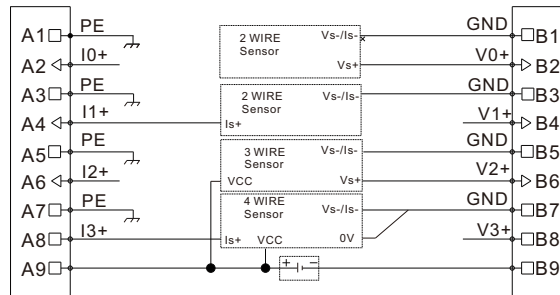 A1 PE 2 WIRE Vs-/Is- GND B1
Sensor
A2 I0+ Vs+ V0+ B2
A3 PE 2 WIRE Vs-/Is- GND B3
Sensor
A4 I1+ Is+ V1+ B4
A5 PE 3 WIRE Vs-/Is- GND B5
Sensor
A6 I2+ VCC Vs+ V2+ B6
A7 PE 4 WIRE Vs-/Is- GND B7
Sensor
A8 I3+ Is+ VCC 0V V3+ B8
A9 + - B9